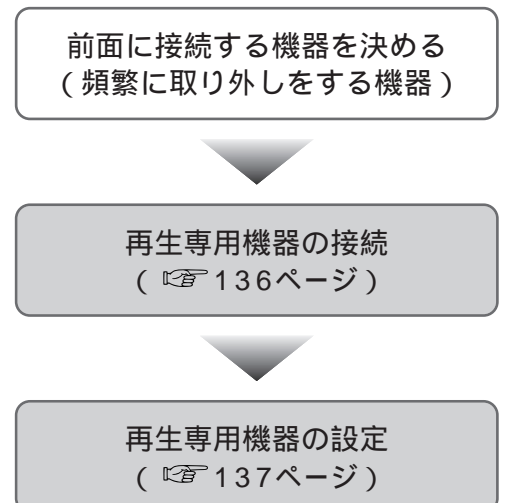 前面に接続する機器を決める
（頻繁に取り外しをする機器）
再生専用機器の接続
（☞136ページ）
再生専用機器の設定
（☞137ページ）